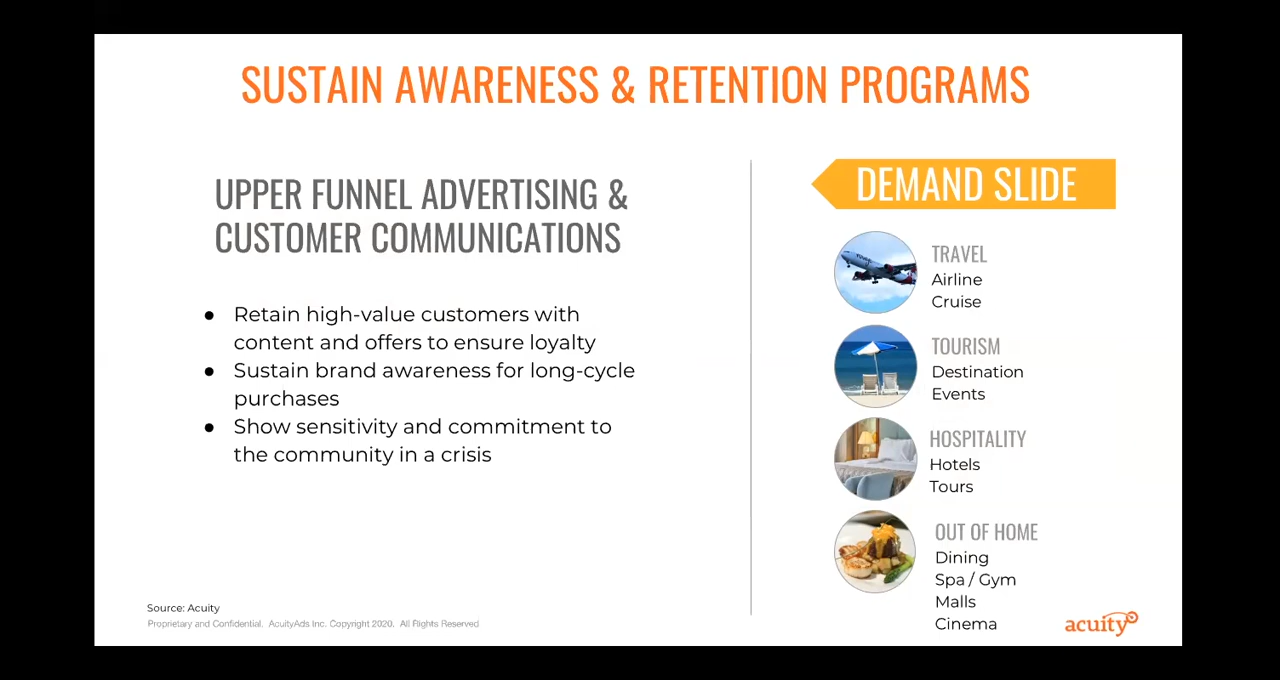 SUSTAIN AWARENESS & RETENTION PROGRAMS
UPPER FUNNEL ADVERTISING &
CUSTOMER COMMUNICATIONS
● Retain high-value customers with
content and offers to ensure loyalty
● Sustain brand awareness for long-cycle
purchases
● Show sensitivity and commitment to
the community in a crisis
DEMAND SLIDE
TRAVEL
Airline
Cruise
TOURISM
Destination
Events
HOSPITALITY
Hotels
Tours
OUT OF HOME
Dining
Spa / Gym
Malls
Cinema
Source: Acuity
Proprietary and Confidential. AcuityAds Inc. Copyright 2020. All Rights Reserved
acuity